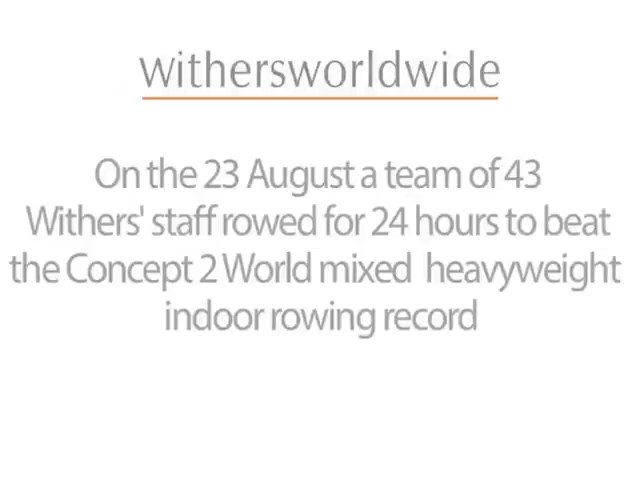 withersworldwide
On the 23 August a team of 43
Withers' staff rowed for 24 hours to beat
the Concept 2 World mixed heavyweight
indoor rowing record